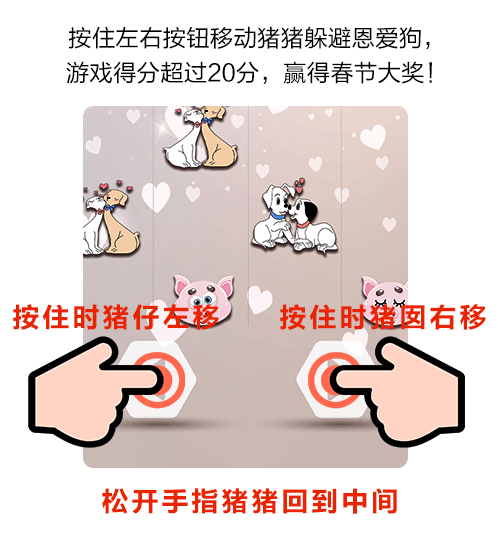 按住左右按钮移动猪猪躲避恩爱狗，
游戏得分超过20分，赢得春节大奖！
按住时猪仔左移
按住时猪囡右移
松开手指猪猪回到中间